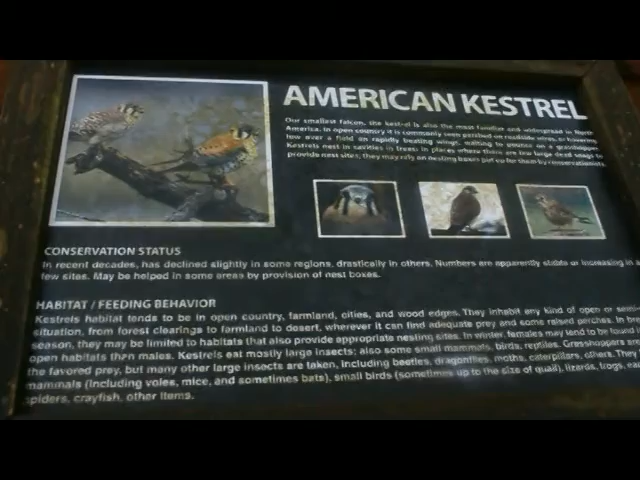 AMERICAN KESTREL
Our smallest falcon, the kestrel is also the most familiar and widespread in North
America. In open country it is commonly seen perched on roadside wires, or hovering
low over a field on rapidly beating wings, waiting to pounce on a grasshopper.
Kestrels nest in cavities in trees; in places where there are few large dead snags to
provide nest sites, they may rely on nesting boxes put up for them by conservationists
CONSERVATION STATUS
In recent decades, has declined slightly in some regions, drastically in others. Numbers are apparently stable or increasing in a
few sites. May be helped in some areas by provision of nest boxes.
HABITAT / FEEDING BEHAVIOR
Kestrels habitat tends to be in open country, farmland, cities, and wood edges. They inhabit any kind of open or semi-
situation, from forest clearings to farmland to desert, wherever it can find adequate prey and some raised perches. In
season, they may be limited to habitats that also provide appropriate nesting sites. In winter, females may tend to be found
open habitats than males. Kestrels eat mostly large insects; also some small mammals, birds, reptiles. Grasshoppers are
the favored prey, but many other large insects are taken, including beetles, dragonflies, moths, caterpillars, others. They
mammals (including voles, mice, and sometimes bats), small birds (sometimes up to the size of quail), lizards, frogs,
spiders, crayfish, other items.